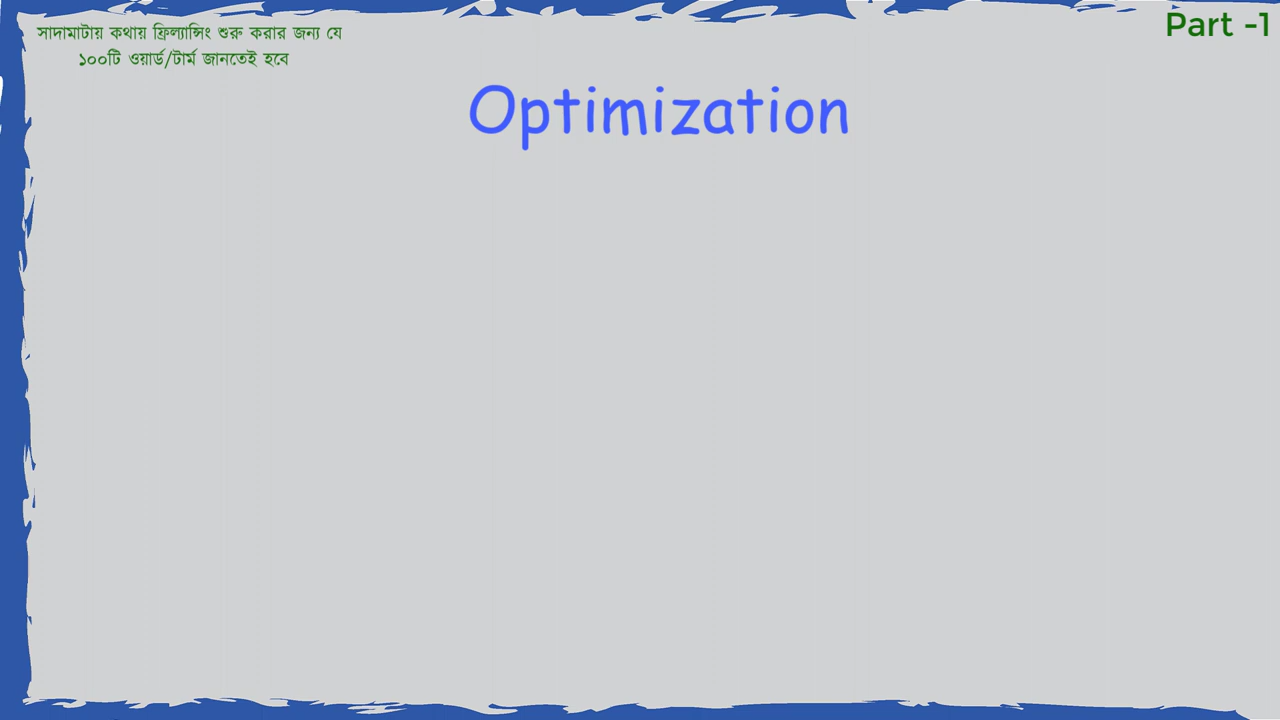 সাদামাটায় কথায় ফ্রিল্যান্সিং শুরু করার জন্য যে
১০০টি ওয়ার্ড/টার্ম জানতেই হবে
Part -1
Optimization